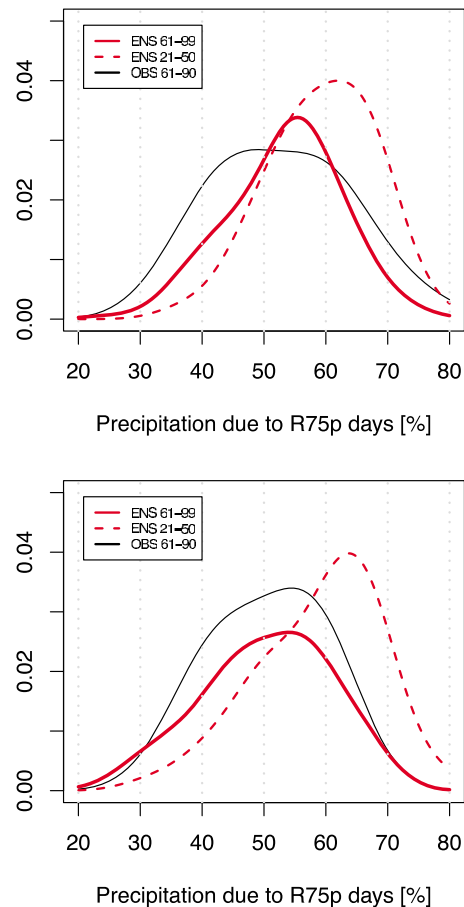 ENS 61–99
ENS 21–50
OBS 61–90
0.04
0.02
0.00
20 30 40 50 60 70 80
Precipitation due to R75p days [%]
ENS 61–99
ENS 21–50
OBS 61–90
0.04
0.02
0.00
20 30 40 50 60 70 80
Precipitation due to R75p days [%]